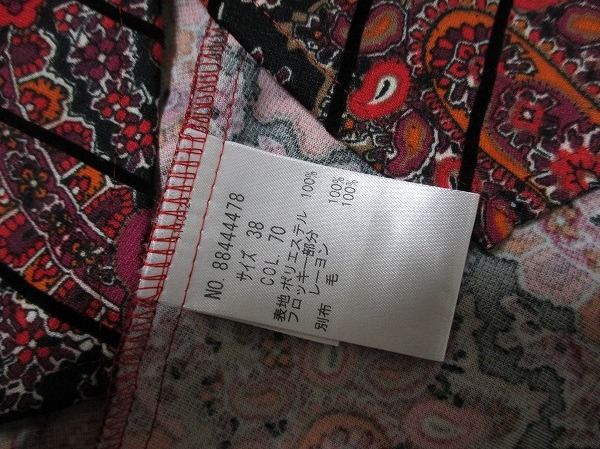 NO. 88444478
サイズ 38
COL 70
表地 ポリエステル 100%
フロッキー部分
レーヨン 100%
別布 毛 100%